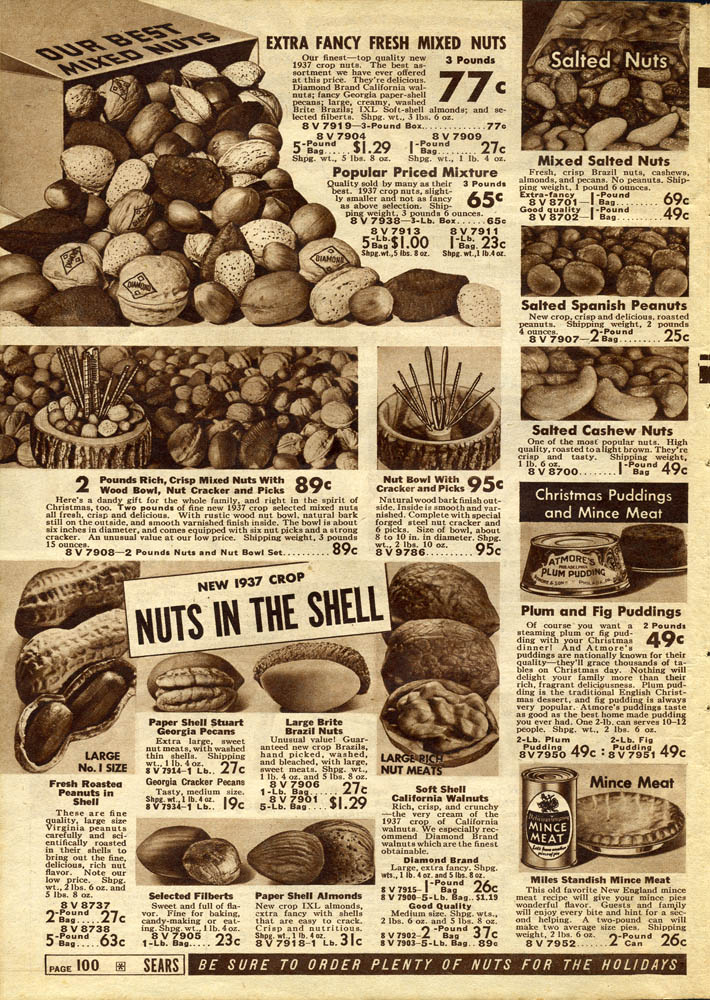 OUR BEST
MIXED NUTS
EXTRA FANCY FRESH MIXED NUTS
Our finest—top quality new
1937 crop nuts. The best as-
sortment we have ever offered
at this price. They're delicious.
Diamond Brand California wal-
nuts; fancy Georgia paper-shell
pecans; large, creamy, washed
Brite Brazils; IXL Soft-shell almonds; and se-
lected filberts. Shpg. wt., 3 lbs. 6 oz.
3 Pounds
77c
8 V 7919—3-Pound Box............77c
8 V 7904
5-Pound Bag.... $1.29
Shpg. wt., 5 lbs. 8 oz.
8 V 7909
1-Pound Bag....... 27c
Shpg. wt., 1 lb. 4 oz.
Popular Priced Mixture
Quality sold by many as their
best. 1937 crop nuts, slight-
ly smaller and not as fancy
as above selection. Ship-
ping weight, 3 pounds 6 ounces.
3 Pounds
65c
8 V 7938—3-Lb. Box......65c
8 V 7913
5-Lb. Bag $1.00
Shpg. wt., 5 lbs. 8 oz.
8 V 7911
1-Lb. Bag. 23c
Shpg. wt., 1 lb. 4 oz.
DIAMOND
DIAMOND
Salted Nuts
Mixed Salted Nuts
Fresh, crisp Brazil nuts, cashews,
almonds, and pecans. No peanuts. Ship-
ping weight, 1 pound 6 ounces.
Extra-fancy
8 V 8701—1-Pound Bag.......... 69c
Good quality
8 V 8702—1-Pound Bag.......... 49c
Salted Spanish Peanuts
New crop, crisp and delicious, roasted
peanuts. Shipping weight, 2 pounds
4 ounces.
8 V 7907—2-Pound Bag......... 25c
Salted Cashew Nuts
One of the most popular nuts. High
quality, roasted to a light brown. They're
crisp and tasty. Shipping weight,
1 lb. 6 oz.
8 V 8700.......... 1-Pound Bag 49c
2 Pounds Rich, Crisp Mixed Nuts With
Wood Bowl, Nut Cracker and Picks 89c
Here's a dandy gift for the whole family, and right in the spirit of
Christmas, too. Two pounds of fine new 1937 crop selected mixed nuts
all fresh, crisp and delicious. With rustic wood nut bowl, natural bark
still on the outside, and smooth varnished finish inside. The bowl is about
six inches in diameter, and comes equipped with six nut picks and a strong
cracker. An unusual value at our low price. Shipping weight, 3 pounds
15 ounces.
8 V 7908—2 Pounds Nuts and Nut Bowl Set............ 89c
Nut Bowl With
Cracker and Picks 95c
Natural wood bark finish out-
side. Inside is smooth and var-
nished. Complete with special
forged steel nut cracker and
6 picks. Size of bowl, about
8 to 10 in. in diameter. Shpg.
wt., 2 lbs. 10 oz.
8 V 9786............ 95c
Christmas Puddings
and Mince Meat
ATMORE'S
PHILADELPHIA
PLUM PUDDING
Plum and Fig Puddings
Of course you want a
steaming plum or fig pud-
ding with your Christmas
dinner! And Atmore's
puddings are nationally known for their
quality—they'll grace thousands of ta-
bles on Christmas day. Nothing will
delight your family more than their
rich, fragrant deliciousness. Plum pud-
ding is the traditional English Christ-
mas dessert, and fig pudding is always
very popular. Atmore's puddings taste
as good as the best home made pudding
you ever had. One 2-lb. can serves 10-12
people. Shpg. wt., 2 lbs. 6 oz.
2 Pounds
49c
2-Lb. Plum
Pudding
8V7950 49c
2-Lb. Fig
Pudding
8V7951 49c
NEW 1937 CROP
NUTS IN THE SHELL
LARGE
No. 1 SIZE
Fresh Roasted
Peanuts in
Shell
These are fine
quality, large size
Virginia peanuts
carefully and sci-
entifically roasted
in their shells to
bring out the fine,
delicious, rich nut
flavor. Note our
low price. Shpg.
wt., 2 lbs. 6 oz. and
5 lbs. 8 oz.
8 V 8737
2-Pound Bag.....27c
8 V 8738
5-Pound Bag.....63c
Paper Shell Stuart
Georgia Pecans
Extra large, sweet
nut meats, with washed
thin shells. Shipping
wt., 1 lb. 4 oz.
8 V 7914—1 Lb.. 27c
Georgia Cracker Pecans
Tasty, medium size.
Shpg. wt., 1 lb. 4 oz.
8 V 7934—1 Lb.. 19c
Large Brite
Brazil Nuts
Unusual value! Guar-
anteed new crop Brazils,
hand picked, washed,
and bleached, with large,
sweet meats. Shpg. wt.,
1 lb. 4 oz. and 5 lbs. 8 oz.
8 V 7906
1-Lb. Bag...... 27c
8 V 7901
5-Lb. Bag.... $1.29
LARGE RICH
NUT MEATS
Soft Shell
California Walnuts
Rich, crisp, and crunchy
—the very cream of the
1937 crop of California
walnuts. We especially rec-
ommend Diamond Brand
walnuts which are the finest
obtainable.
Diamond Brand
Large, extra fancy. Shpg.
wts., 1 lb. 4 oz. and 5 lbs. 8 oz.
8 V 7915—1-Pound Bag 26c
8 V 7900—5-Lb. Bag..$1.19
Good Quality
Medium size. Shpg. wts.,
2 lbs. 6 oz. and 5 lbs. 8 oz.
8 V 7902—2-Pound Bag 37c
8 V 7903—5-Lb. Bag.. 89c
Selected Filberts
Sweet and full of fla-
vor. Fine for baking,
candy-making or eat-
ing. Shpg. wt., 1 lb. 4 oz.
8 V 7905
1-Lb. Bag..... 23c
Paper Shell Almonds
New crop IXL almonds,
extra fancy with shells
that are easy to crack.
Crisp and nutritious.
Shpg. wt., 1 lb. 4 oz.
8 V 7918—1 Lb. 31c
Mince Meat
MINCE
MEAT
Miles Standish Mince Meat
This old favorite New England mince
meat recipe will give your mince pies
wonderful flavor. Guests and family
will enjoy every bite and hint for a sec-
ond helping. A two-pound can will
make two average size pies. Shipping
weight, 2 lbs. 6 oz.
8 V 7952........... 2-Pound Can 26c
PAGE 100 SEARS BE SURE TO ORDER PLENTY OF NUTS FOR THE HOLIDAYS